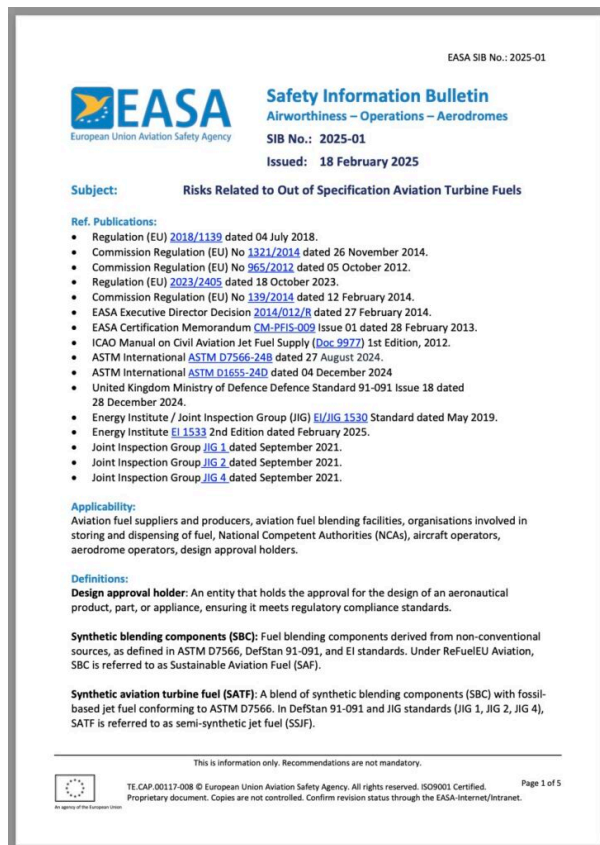 EASA SIB No.: 2025-01
EASA
European Union Aviation Safety Agency
Safety Information Bulletin
Airworthiness – Operations – Aerodromes
SIB No.: 2025-01
Issued: 18 February 2025
Subject: Risks Related to Out of Specification Aviation Turbine Fuels
Ref. Publications:
• Regulation (EU) 2018/1139 dated 04 July 2018.
• Commission Regulation (EU) No 1321/2014 dated 26 November 2014.
• Commission Regulation (EU) No 965/2012 dated 05 October 2012.
• Regulation (EU) 2023/2405 dated 18 October 2023.
• Commission Regulation (EU) No 139/2014 dated 12 February 2014.
• EASA Executive Director Decision 2014/012/R dated 27 February 2014.
• EASA Certification Memorandum CM-PFIS-009 Issue 01 dated 28 February 2013.
• ICAO Manual on Civil Aviation Jet Fuel Supply (Doc 9977) 1st Edition, 2012.
• ASTM International ASTM D7566-24B dated 27 August 2024.
• ASTM International ASTM D1655-24D dated 04 December 2024
• United Kingdom Ministry of Defence Defence Standard 91-091 Issue 18 dated
28 December 2024.
• Energy Institute / Joint Inspection Group (JIG) EI/JIG 1530 Standard dated May 2019.
• Energy Institute EI 1533 2nd Edition dated February 2025.
• Joint Inspection Group JIG 1 dated September 2021.
• Joint Inspection Group JIG 2 dated September 2021.
• Joint Inspection Group JIG 4 dated September 2021.
Applicability:
Aviation fuel suppliers and producers, aviation fuel blending facilities, organisations involved in
storing and dispensing of fuel, National Competent Authorities (NCAs), aircraft operators,
aerodrome operators, design approval holders.
Definitions:
Design approval holder: An entity that holds the approval for the design of an aeronautical
product, part, or appliance, ensuring it meets regulatory compliance standards.
Synthetic blending components (SBC): Fuel blending components derived from non-conventional
sources, as defined in ASTM D7566, DefStan 91-091, and EI standards. Under ReFuelEU Aviation,
SBC is referred to as Sustainable Aviation Fuel (SAF).
Synthetic aviation turbine fuel (SATF): A blend of synthetic blending components (SBC) with fossil-
based jet fuel conforming to ASTM D7566. In DefStan 91-091 and JIG standards (JIG 1, JIG 2, JIG 4),
SATF is referred to as semi-synthetic jet fuel (SSJF).
This is information only. Recommendations are not mandatory.
TE.CAP.00117-008 © European Union Aviation Safety Agency. All rights reserved. ISO9001 Certified. Page 1 of 5
Proprietary document. Copies are not controlled. Confirm revision status through the EASA-Internet/Intranet.
An agency of the European Union